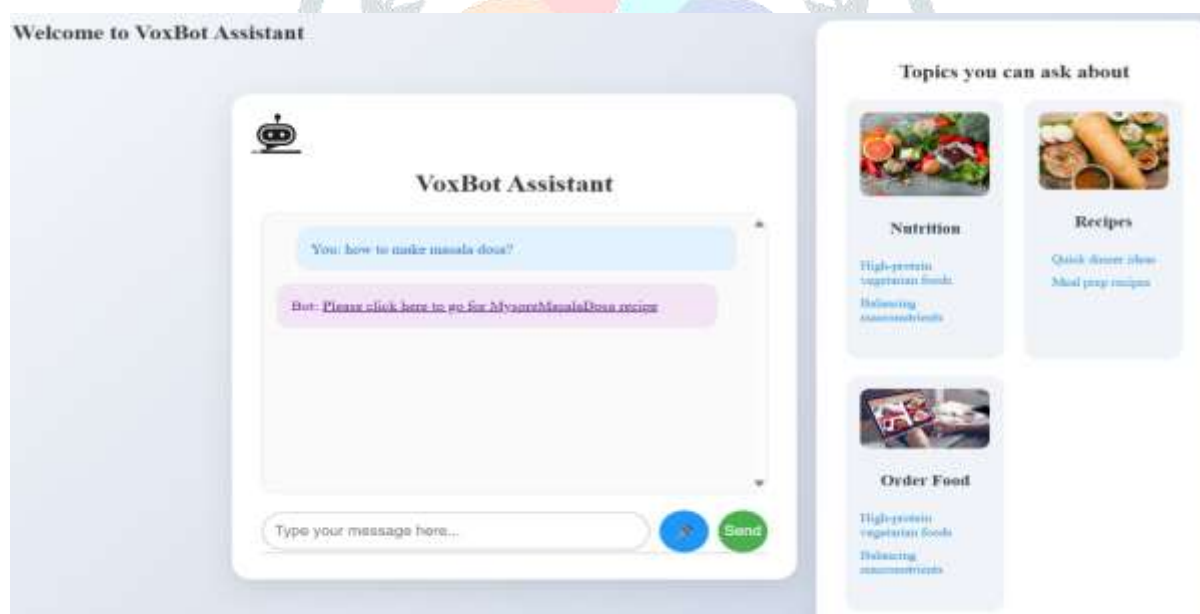 Welcome to VoxBot Assistant
VoxBot Assistant
You: how to make masala dosa?
Bot: Please click here to go for MysoreMasalaDosa recipe
Type your message here...
Send
Topics you can ask about
Nutrition
High-protein
vegetarian foods
Balancing
macronutrients
Recipes
Quick dinner ideas
Meal prep recipes
Order Food
High-protein
vegetarian foods
Balancing
macronutrients